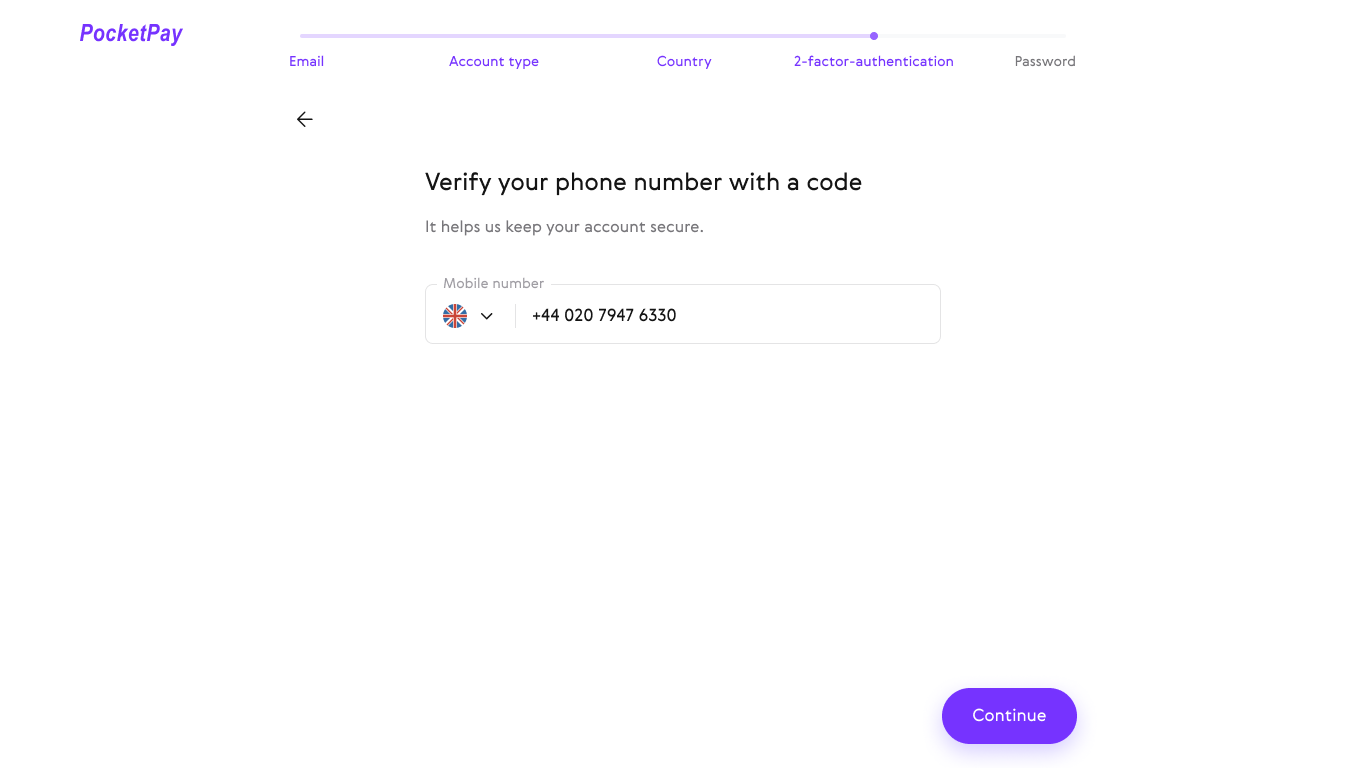 PocketPay
Email Account type Country 2-factor-authentication Password
Verify your phone number with a code
It helps us keep your account secure.
Mobile number
+44 020 7947 6330
Continue